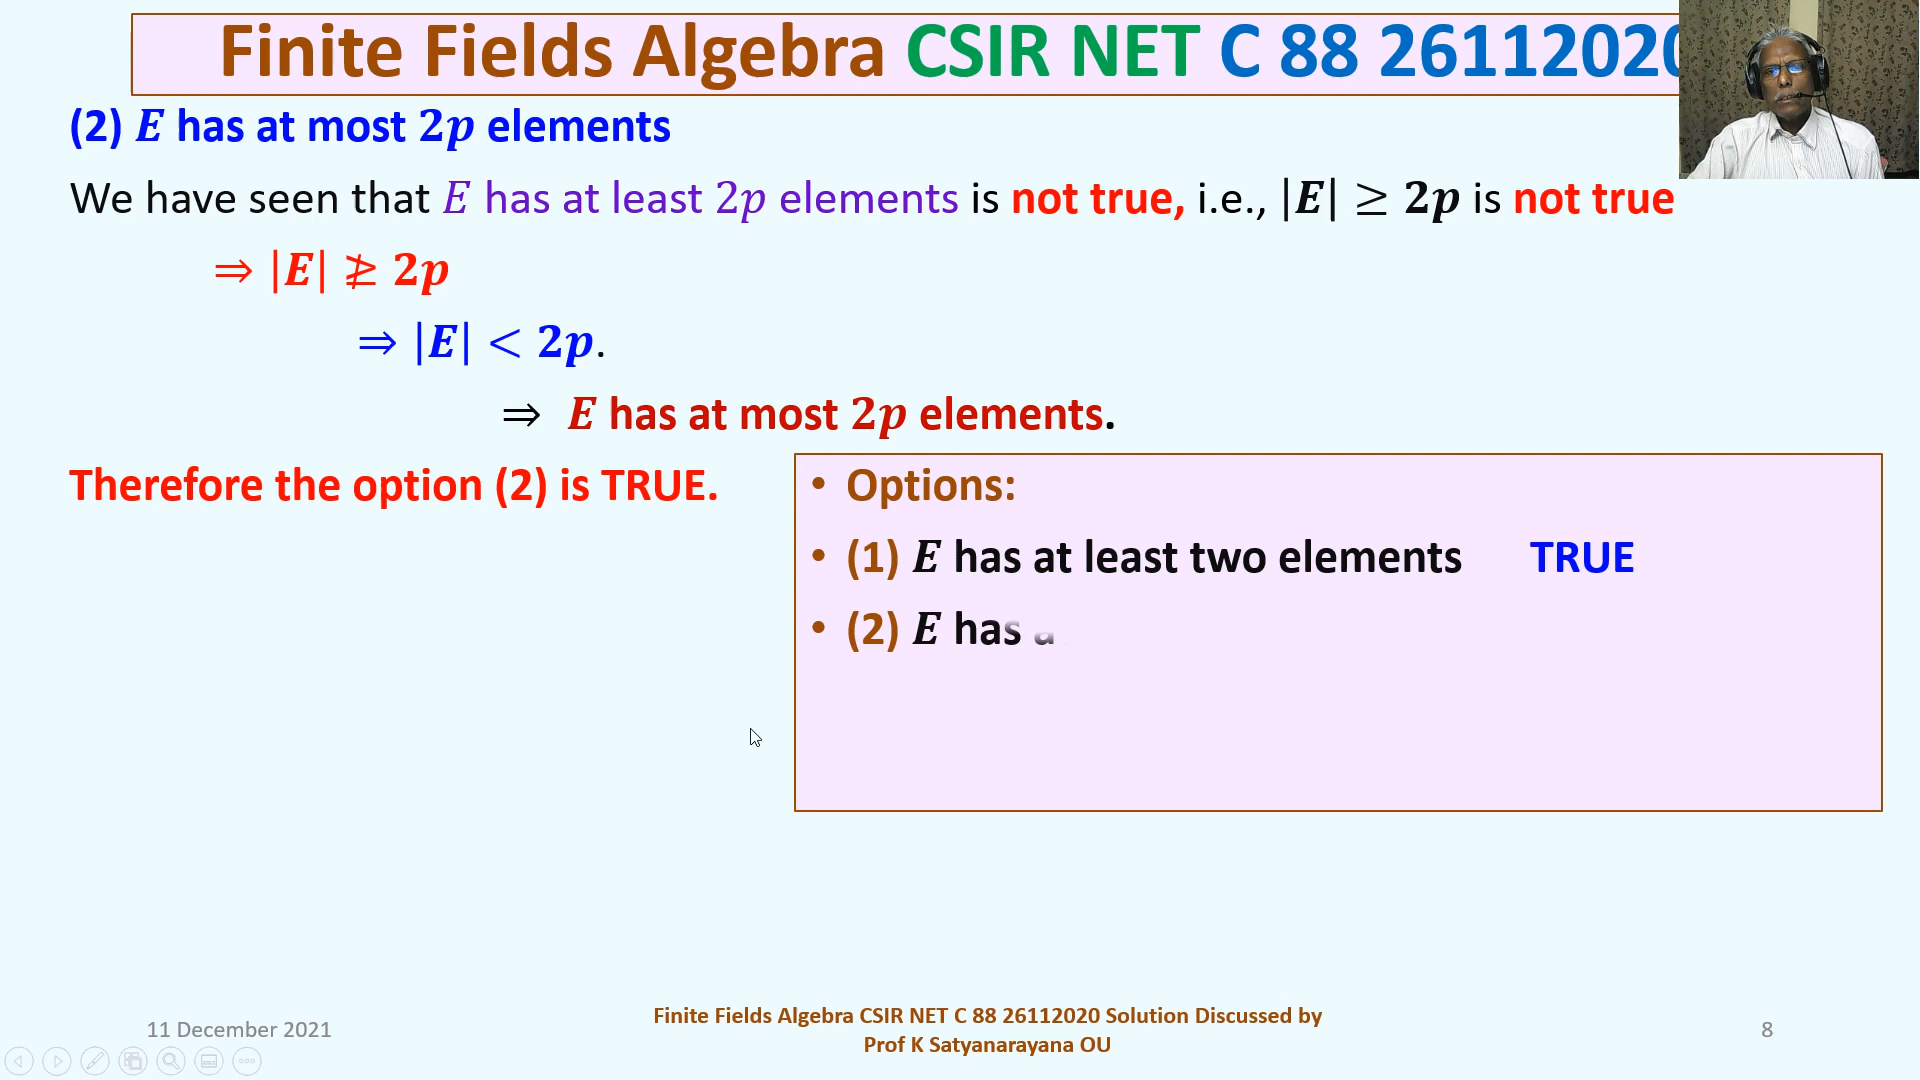 Finite Fields Algebra CSIR NET C 88 26112020
(2) E has at most 2p elements
We have seen that E has at least 2p elements is not true, i.e., |E| ≥ 2p is not true
⇒ |E| ≱ 2p
⇒ |E| < 2p.
⇒ E has at most 2p elements.
Therefore the option (2) is TRUE.
• Options:
• (1) E has at least two elements TRUE
• (2) E has
11 December 2021
Finite Fields Algebra CSIR NET C 88 26112020 Solution Discussed by
Prof K Satyanarayana OU
8